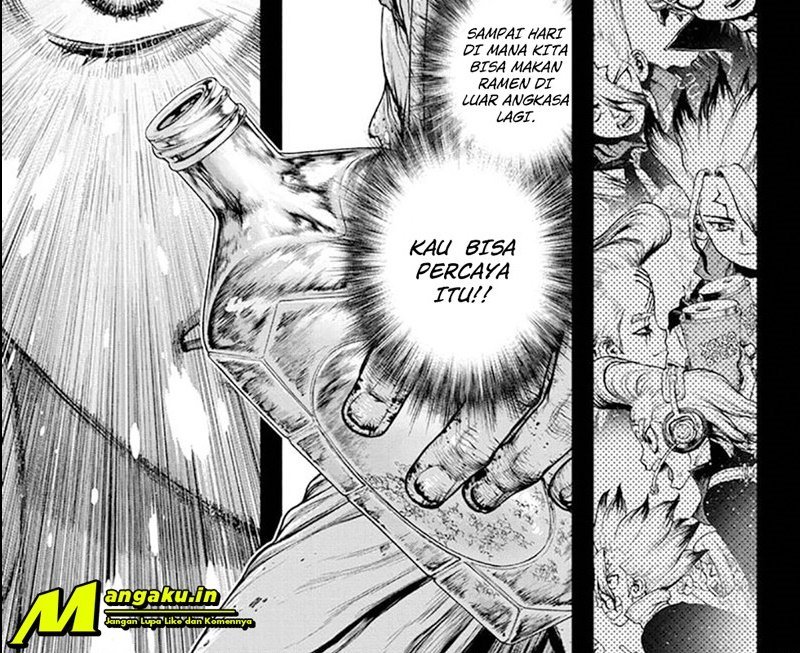 SAMPAI HARI
DI MANA KITA
BISA MAKAN
RAMEN DI
LUAR ANGKASA
LAGI.
KAU BISA
PERCAYA
ITU!!
Mangaku.in
Jangan Lupa Like dan Komennya